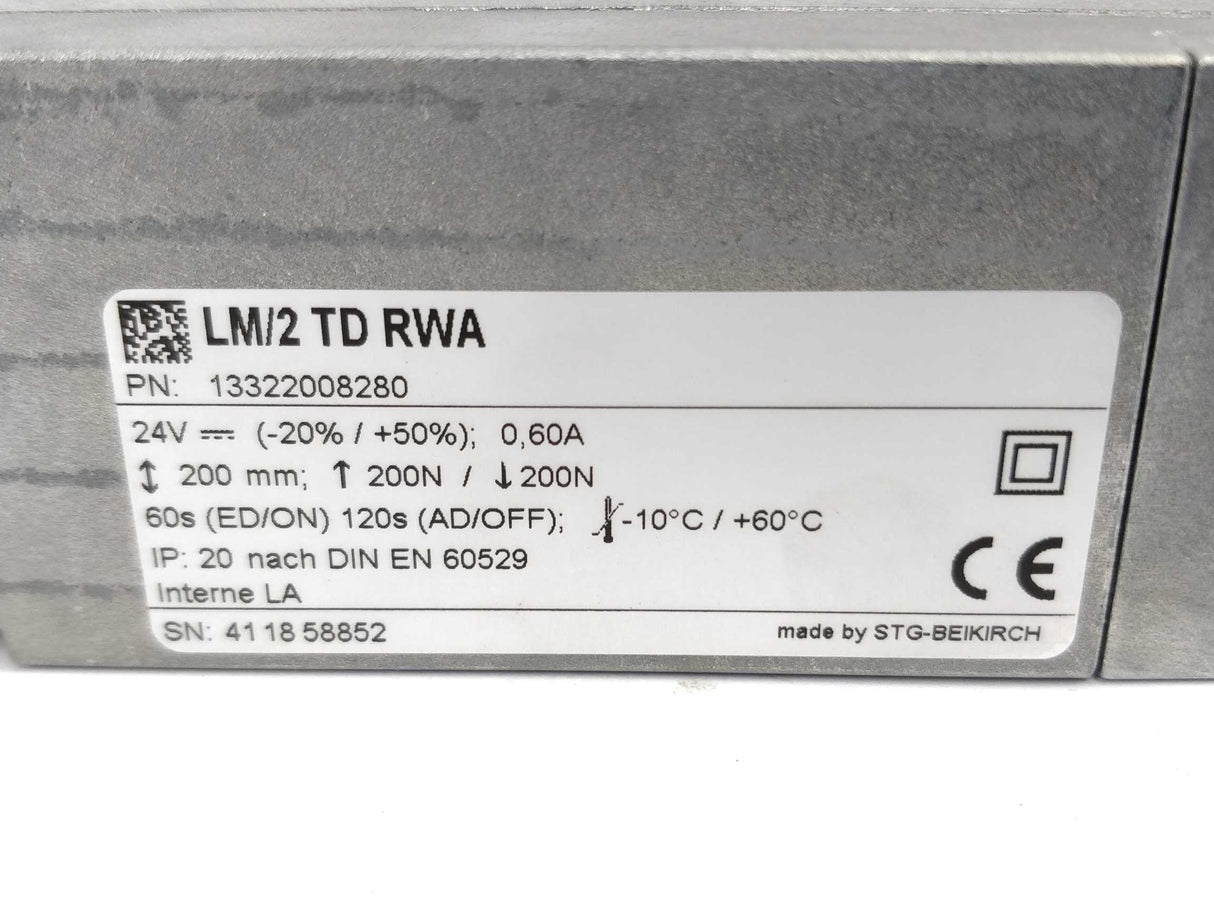 LM/2 TD RWA
PN: 13322008280
24V ⎓ (-20% / +50%); 0,60A
↕ 200 mm; ↑ 200N / ↓200N
60s (ED/ON) 120s (AD/OFF); -10°C / +60°C
IP: 20 nach DIN EN 60529
Interne LA
CE
SN: 41 18 58852
made by STG-BEIKIRCH